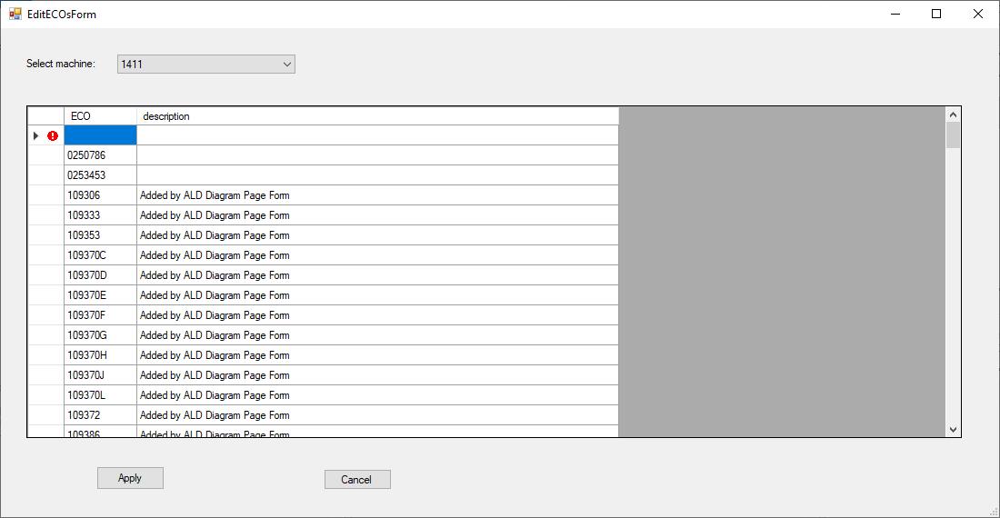 EditECOsForm
Select machine: 1411
ECO description
0250786
0253453
109306 Added by ALD Diagram Page Form
109333 Added by ALD Diagram Page Form
109353 Added by ALD Diagram Page Form
109370C Added by ALD Diagram Page Form
109370D Added by ALD Diagram Page Form
109370E Added by ALD Diagram Page Form
109370F Added by ALD Diagram Page Form
109370G Added by ALD Diagram Page Form
109370H Added by ALD Diagram Page Form
109370J Added by ALD Diagram Page Form
109370L Added by ALD Diagram Page Form
109372 Added by ALD Diagram Page Form
109386 Added by ALD Diagram Page Form
Apply Cancel